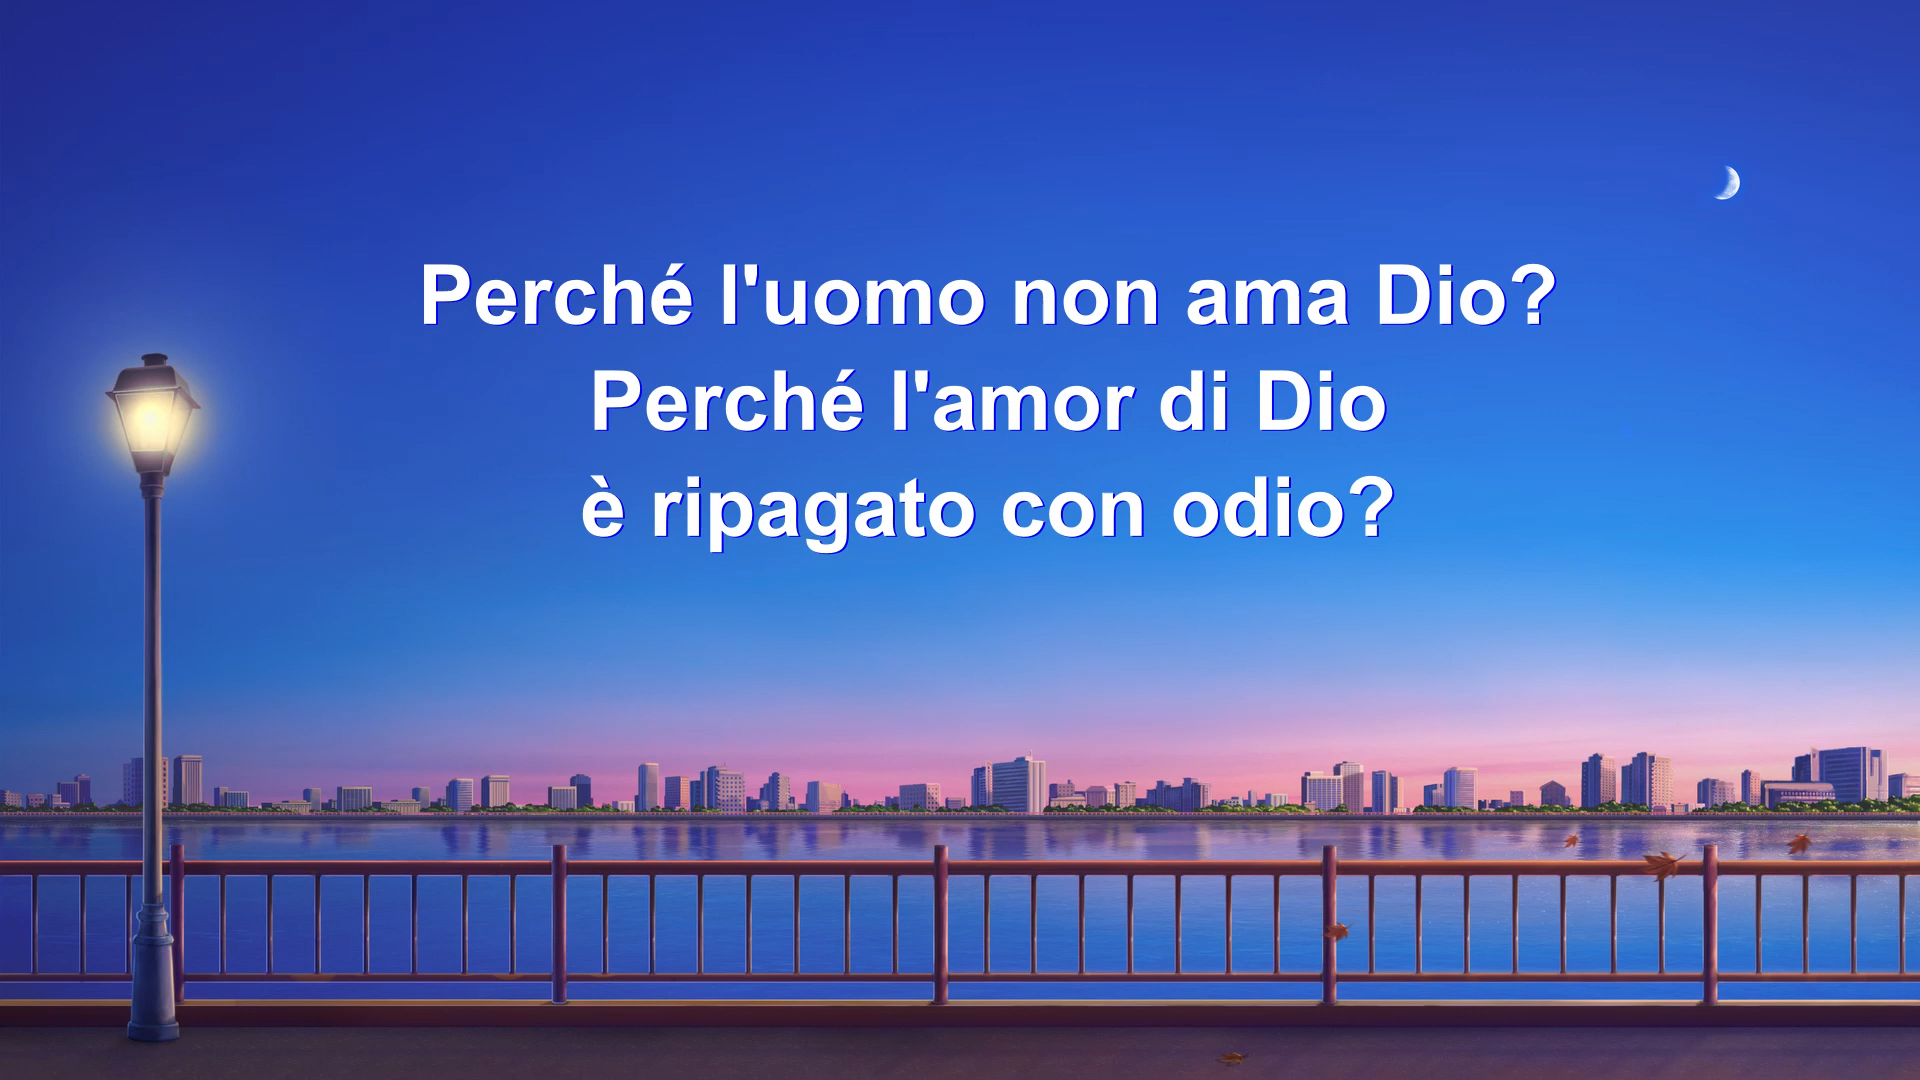 Perché l'uomo non ama Dio?
Perché l'amor di Dio
è ripagato con odio?